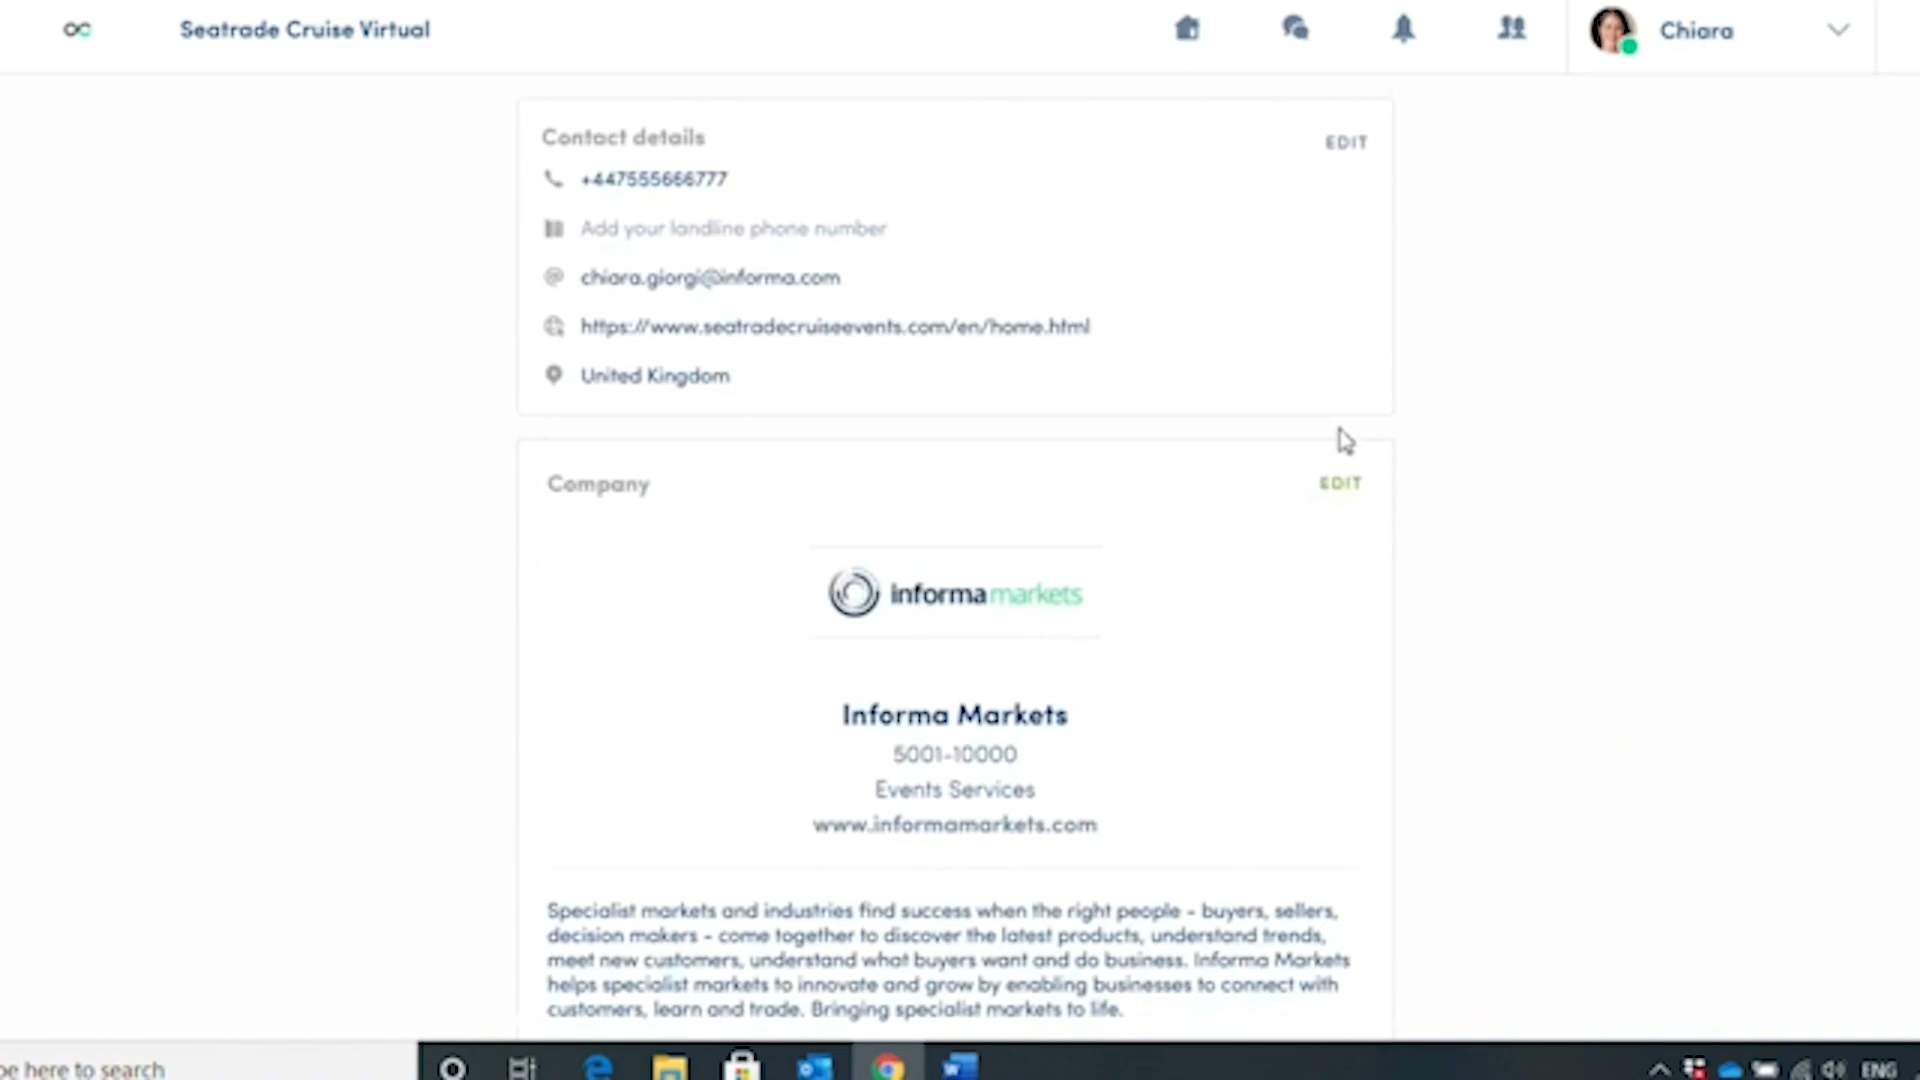 Seatrade Cruise Virtual
Chiara
Contact details
EDIT
+447555666777
Add your landline phone number
chiara.giorgi@informa.com
https://www.seatradecruiseevents.com/en/home.html
United Kingdom
Company
EDIT
informa markets
Informa Markets
5001-10000
Events Services
www.informamarkets.com
Specialist markets and industries find success when the right people - buyers, sellers,
decision makers - come together to discover the latest products, understand trends,
meet new customers, understand what buyers want and do business. Informa Markets
helps specialist markets to innovate and grow by enabling businesses to connect with
customers, learn and trade. Bringing specialist markets to life.
pe here to search
ENG